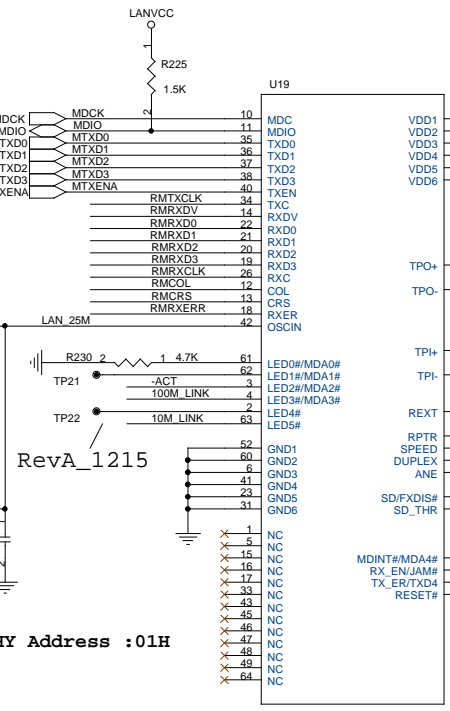 LANVCC
1
R225
1.5K
2
U19
MDCK MDCK 10 MDC VDD1
MDIO MDIO 11 MDIO VDD2
TXD0 MTXD0 35 TXD0 VDD3
TXD1 MTXD1 36 TXD1 VDD4
TXD2 MTXD2 37 TXD2 VDD5
TXD3 MTXD3 38 TXD3 VDD6
XENA MTXENA 40 TXEN
RMTXCLK 34 TXC
RMRXDV 14 RXDV
RMRXD0 22 RXD0
RMRXD1 21 RXD1
RMRXD2 20 RXD2
RMRXD3 19 RXD3 TPO+
RMRXCLK 26 RXC
RMCOL 12 COL TPO-
RMCRS 13 CRS
RMRXERR 18 RXER
LAN_25M 42 OSCIN
TPI+
R230 2 1 4.7K 61 LED0#/MDA0#
TP21 62 LED1#/MDA1# TPI-
-ACT 3 LED2#/MDA2#
100M_LINK 4 LED3#/MDA3#
TP22 2 LED4# REXT
10M_LINK 63 LED5#
RPTR
RevA_1215
52 GND1 SPEED
60 GND2 DUPLEX
6 GND3 ANE
41 GND4
23 GND5 SD/FXDIS#
31 GND6 SD_THR
1 NC
5 NC
15 NC MDINT#/MDA4#
16 NC RX_EN/JAM#
17 NC TX_ER/TXD4
33 NC RESET#
43 NC
45 NC
46 NC
47 NC
48 NC
49 NC
64 NC
2
HY Address :01H